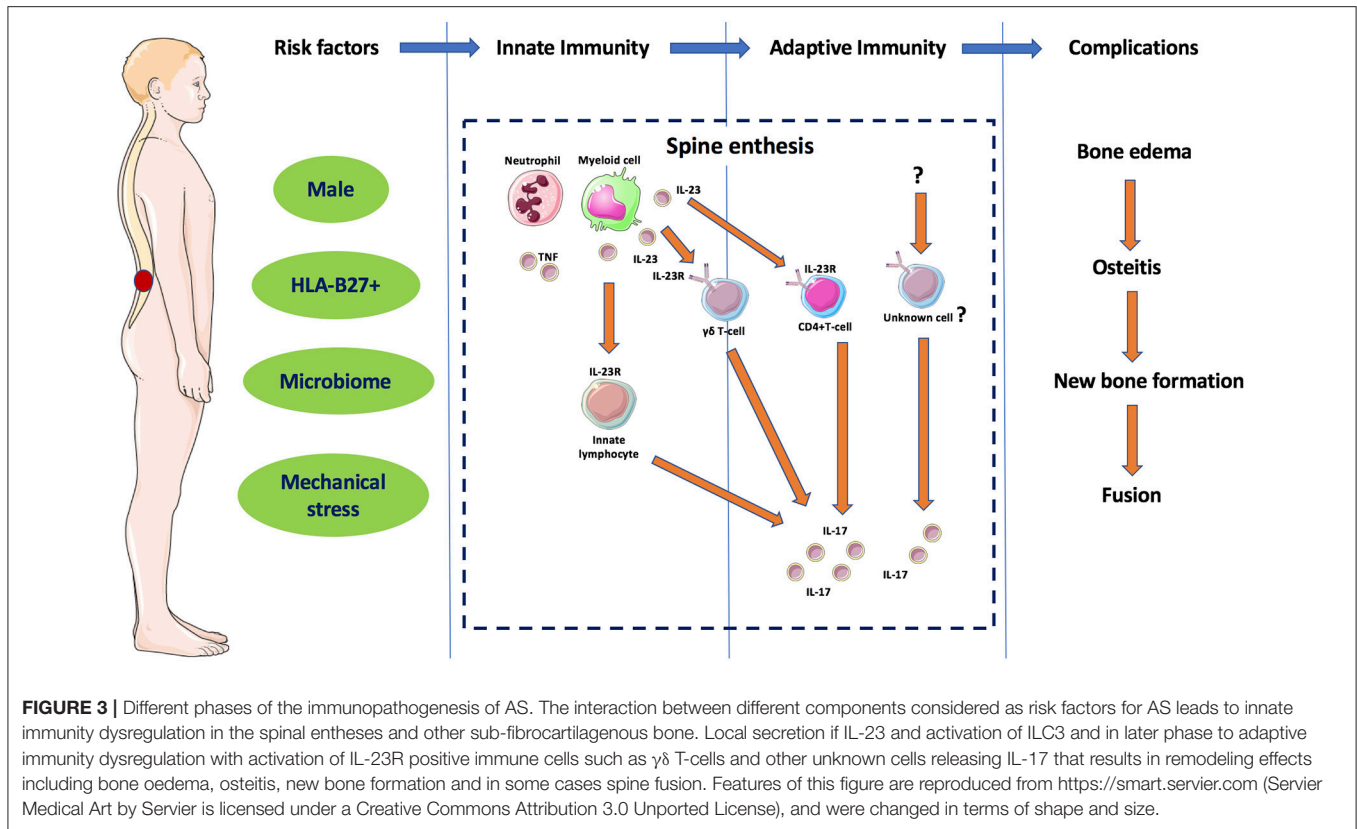 Risk factors
Innate Immunity
Adaptive Immunity
Complications
Male
HLA-B27+
Microbiome
Mechanical
stress
Spine enthesis
Neutrophil
Myeloid cell
IL-23
TNF
IL-23
IL-23R
γδ T-cell
IL-23R
CD4+T-cell
?
Unknown cell ?
IL-23R
Innate
lymphocyte
IL-17
IL-17
IL-17
Bone edema
Osteitis
New bone formation
Fusion
FIGURE 3 | Different phases of the immunopathogenesis of AS. The interaction between different components considered as risk factors for AS leads to innate
immunity dysregulation in the spinal entheses and other sub-fibrocartilagenous bone. Local secretion if IL-23 and activation of ILC3 and in later phase to adaptive
immunity dysregulation with activation of IL-23R positive immune cells such as γδ T-cells and other unknown cells releasing IL-17 that results in remodeling effects
including bone oedema, osteitis, new bone formation and in some cases spine fusion. Features of this figure are reproduced from https://smart.servier.com (Servier
Medical Art by Servier is licensed under a Creative Commons Attribution 3.0 Unported License), and were changed in terms of shape and size.